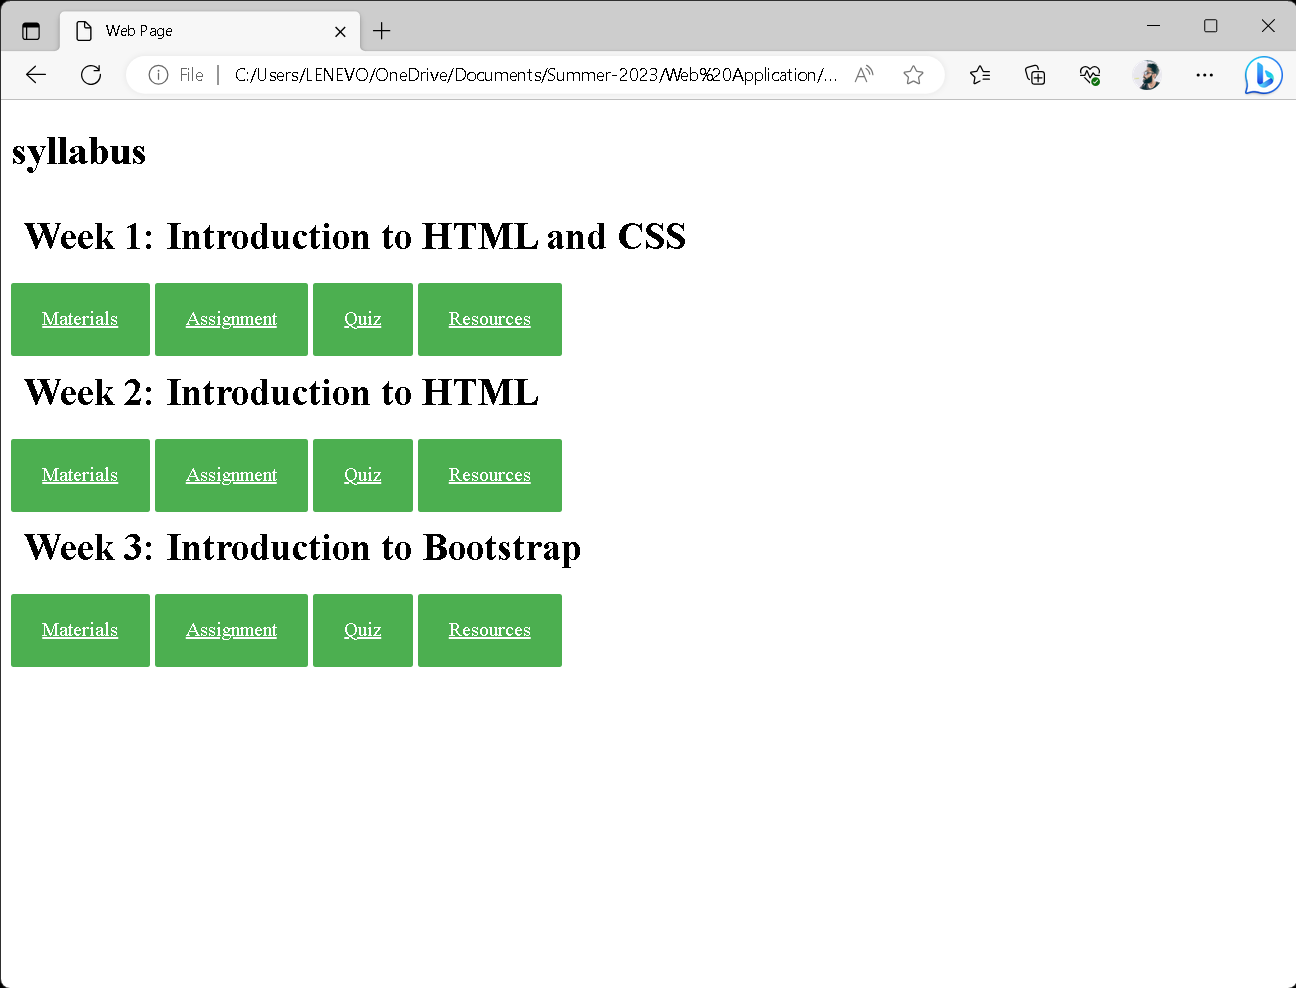 Web Page
File
C:/Users/LENEVO/OneDrive/Documents/Summer-2023/Web%20Application/...
syllabus
Week 1: Introduction to HTML and CSS
Materials Assignment Quiz Resources
Week 2: Introduction to HTML
Materials Assignment Quiz Resources
Week 3: Introduction to Bootstrap
Materials Assignment Quiz Resources